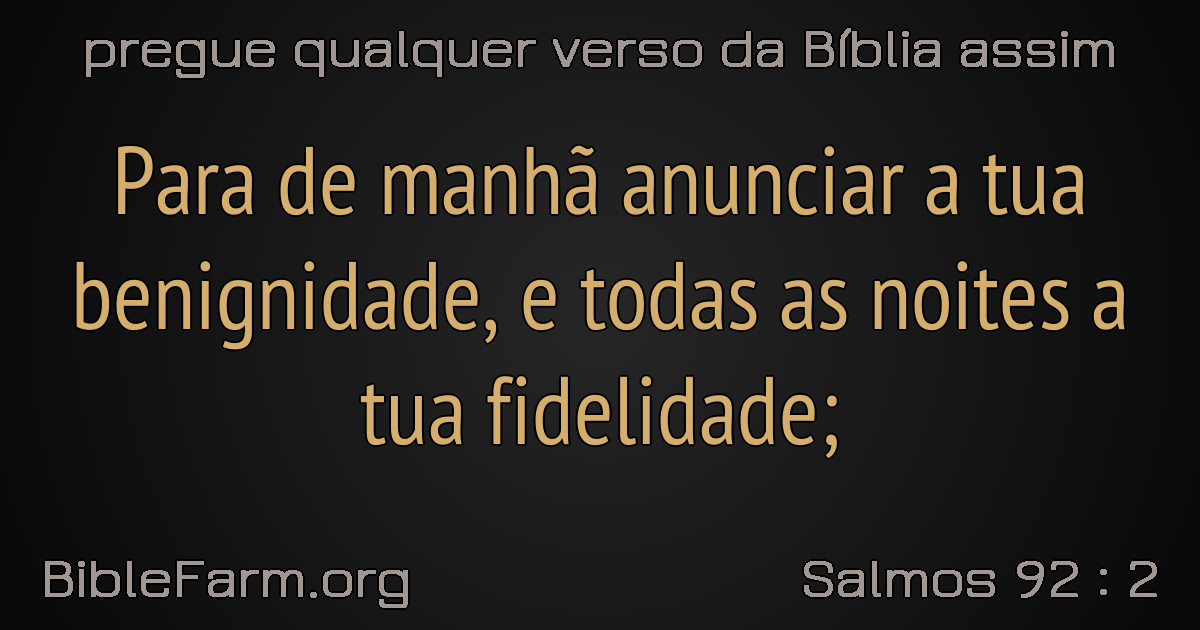 pregue qualquer verso da Bíblia assim
Para de manhã anunciar a tua
benignidade, e todas as noites a
tua fidelidade;
BibleFarm.org
Salmos 92 : 2